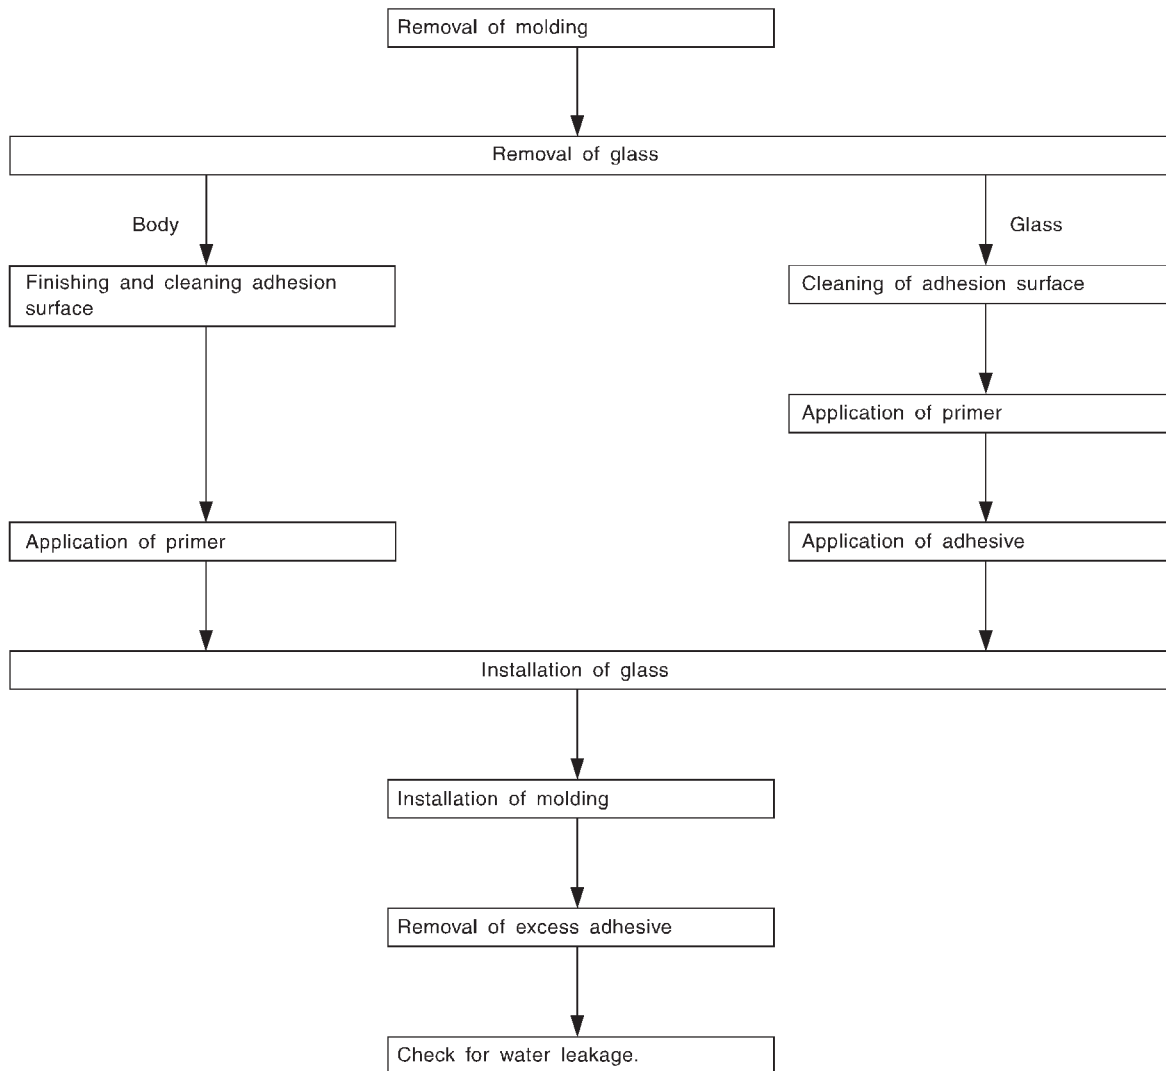 Removal of molding
Removal of glass
Body
Glass
Finishing and cleaning adhesion
surface
Cleaning of adhesion surface
Application of primer
Application of primer
Application of adhesive
Installation of glass
Installation of molding
Removal of excess adhesive
Check for water leakage.